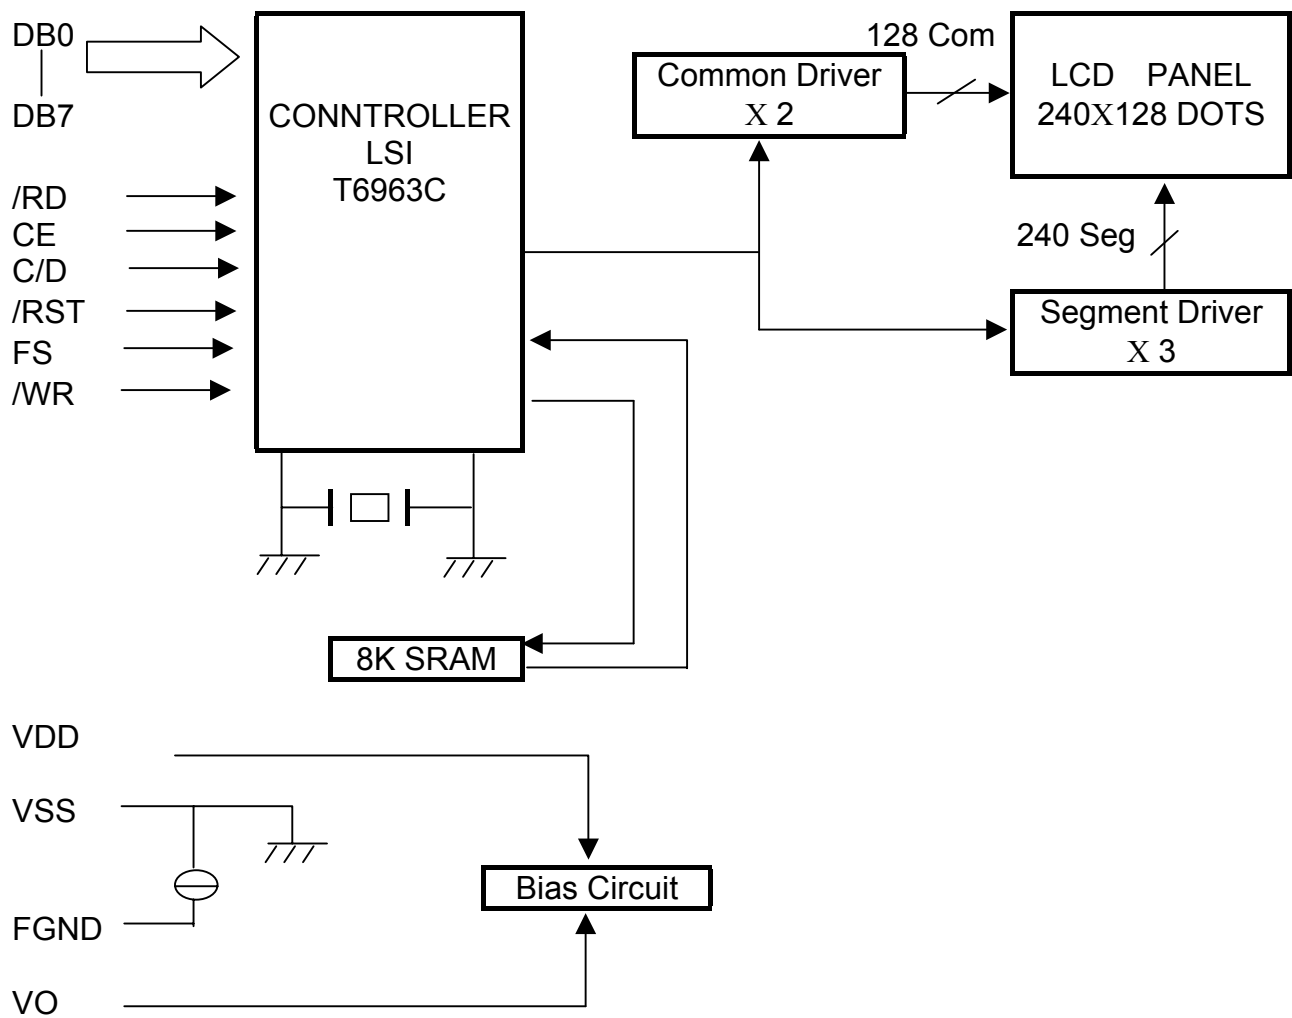 DB0
DB7
/RD
CE
C/D
/RST
FS
/WR
CONNTROLLER
LSI
T6963C
128 Com
Common Driver
X 2
LCD PANEL
240X128 DOTS
240 Seg
Segment Driver
X 3
8K SRAM
VDD
VSS
FGND
VO
Bias Circuit